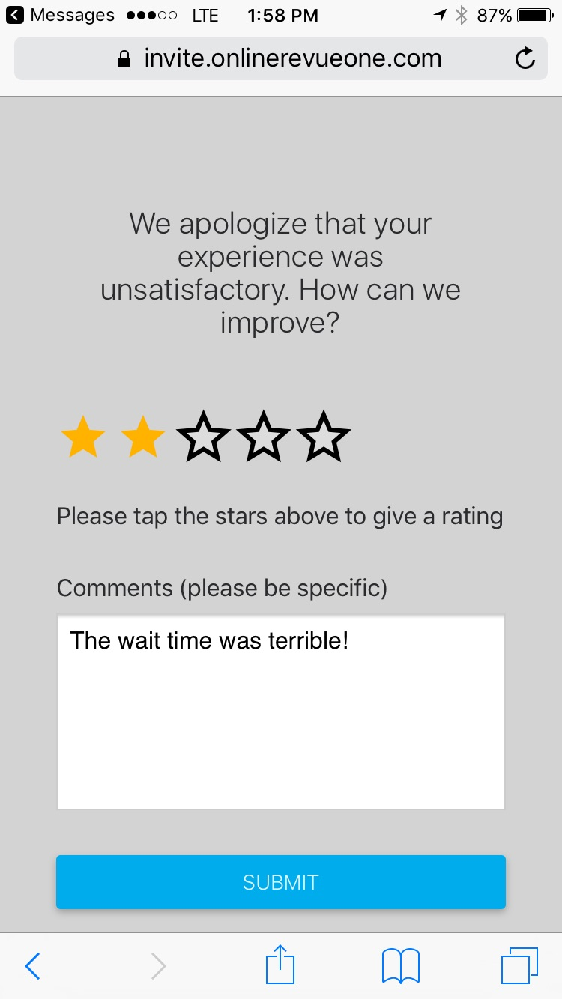 Messages LTE 1:58 PM 87%
invite.onlinerevueone.com
We apologize that your
experience was
unsatisfactory. How can we
improve?
Please tap the stars above to give a rating
Comments (please be specific)
The wait time was terrible!
SUBMIT